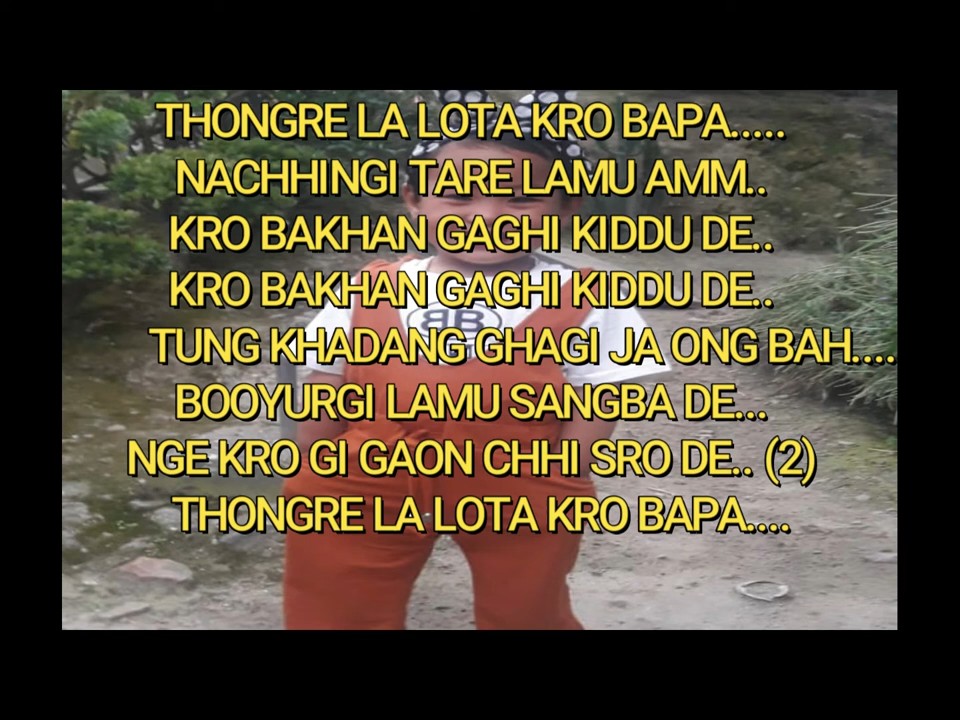 THONGRE LA LOTA KRO BAPA.....
NACHHINGI TARE LAMU AMM..
KRO BAKHAN GAGHI KIDDU DE..
KRO BAKHAN GAGHI KIDDU DE..
TUNG KHADANG GHAGI JA ONG BAH....
BOOYURGI LAMU SANGBA DE...
NGE KRO GI GAON CHHI SRO DE.. (2)
THONGRE LA LOTA KRO BAPA....